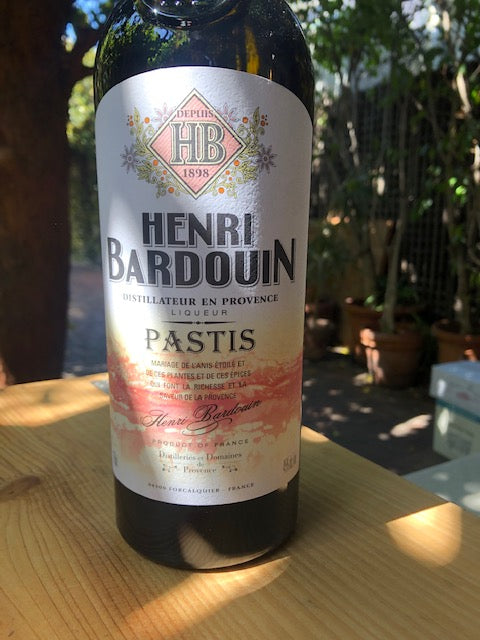 DEPUIS
HB
1898
HENRI
BARDOUIN
DISTILLATEUR EN PROVENCE
LIQUEUR
PASTIS
MARIAGE DE L'ANIS ÉTOILÉ ET
DE CES PLANTES ET DE CES ÉPICES
QUI FONT LA RICHESSE ET LA
SAVEUR DE LA PROVENCE
Henri Bardouin
PRODUCT OF FRANCE
Distilleries et Domaines
de
Provence
04300 FORCALQUIER - FRANCE